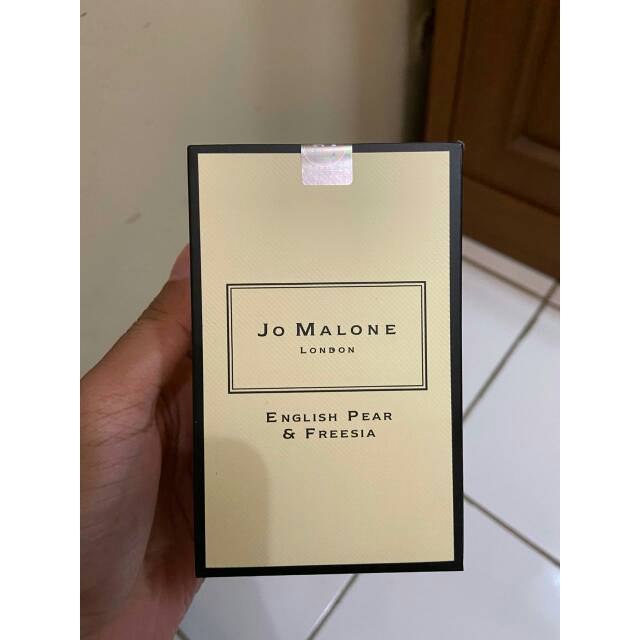 Jo Malone
London
English Pear
& Freesia